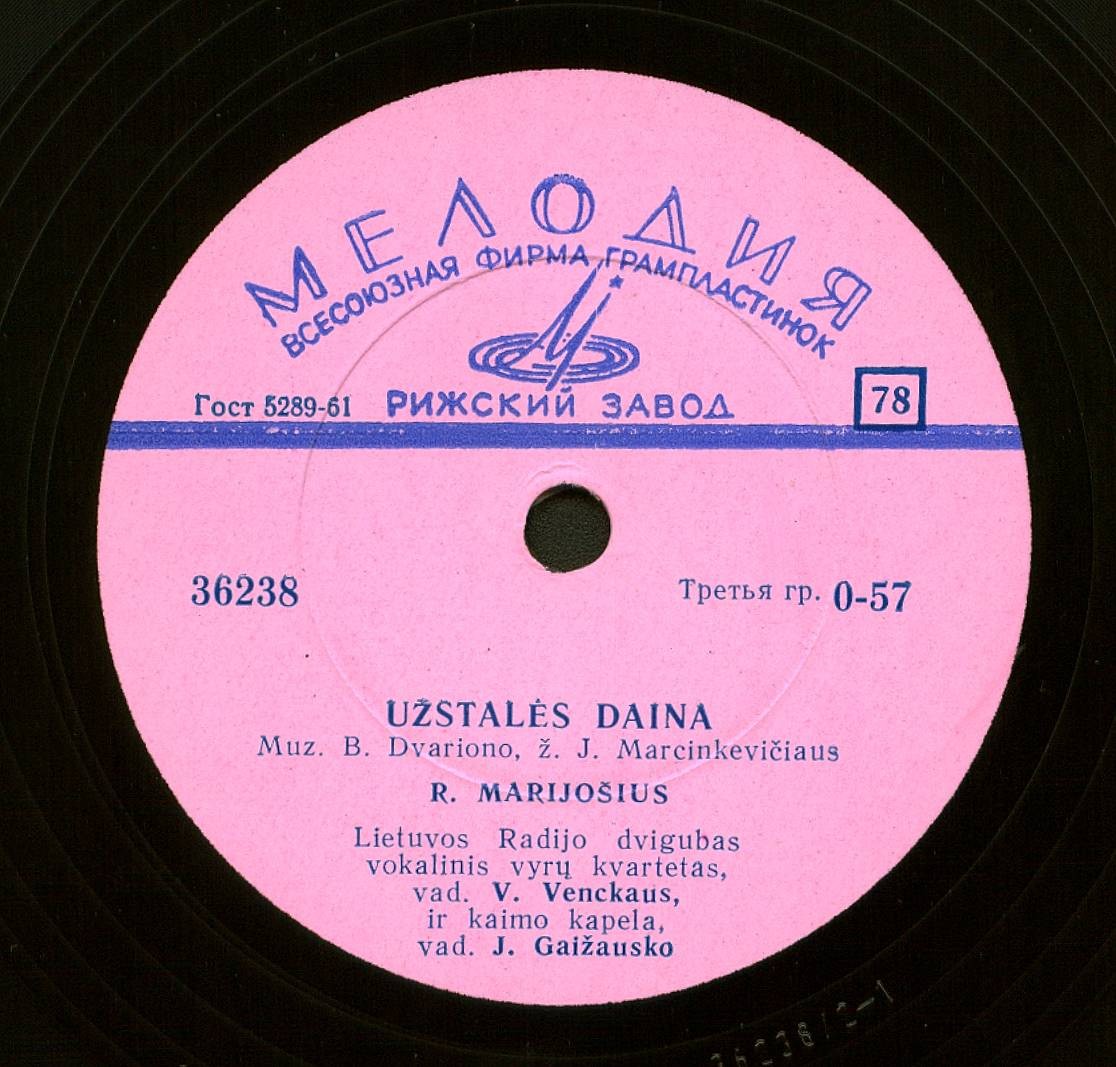 МЕЛОДИЯ
ВСЕСОЮЗНАЯ ФИРМА ГРАМПЛАСТИНОК
Гост 5289-61 РИЖСКИЙ ЗАВОД 78
36238 Третья гр. 0-57
UŽSTALĖS DAINA
Muz. B. Dvariono, ž. J. Marcinkevičiaus
R. MARIJOŠIUS
Lietuvos Radijo dvigubas
vokalinis vyrų kvartetas,
vad. V. Venckaus,
ir kaimo kapela,
vad. J. Gaižausko